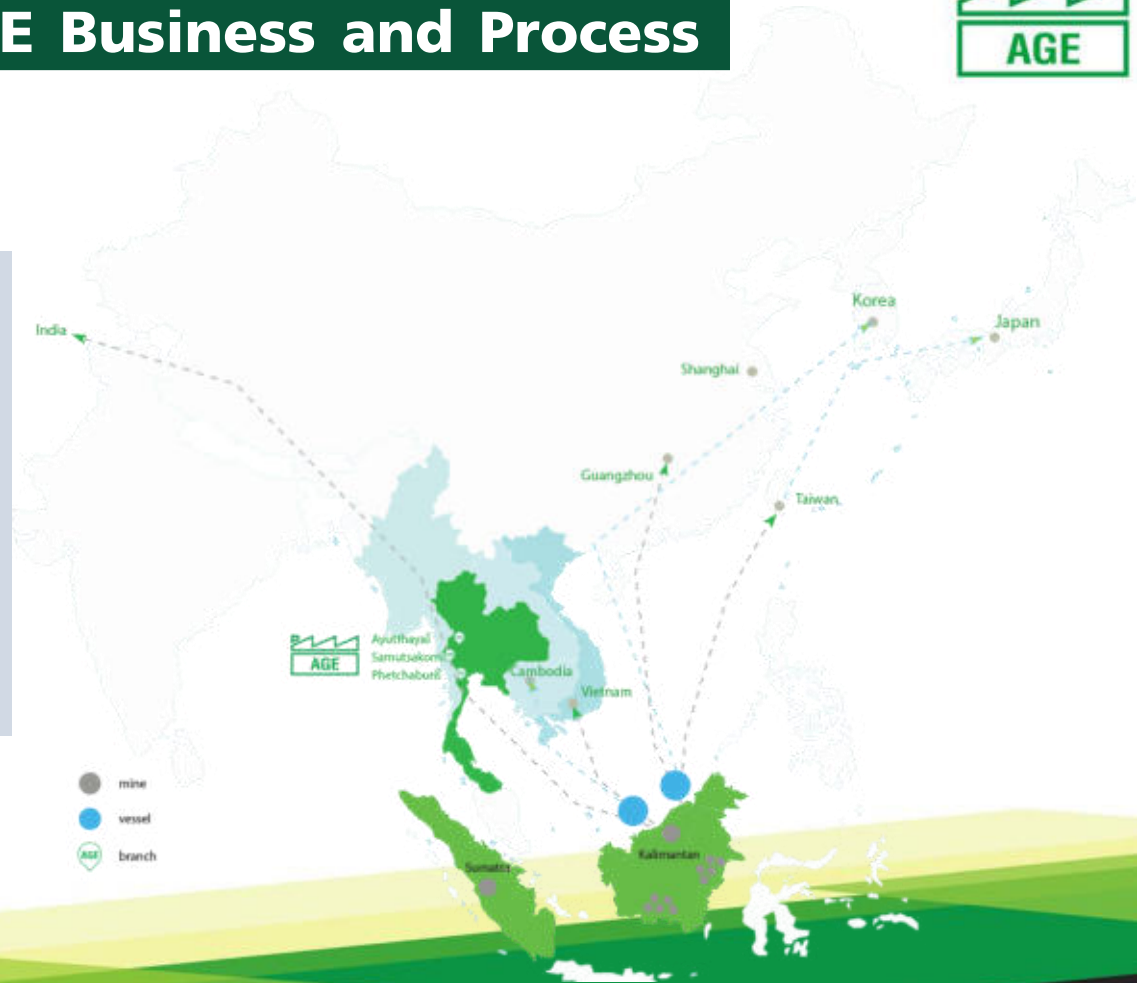 E Business and Process
AGE
Korea
Japan
India
Shanghai
Guangzhou
Taiwan,
AGE
Ayutthaya
Samutsakorn
Phetchaburi
Cambodia
Vietnam
mine
vessel
AGE
branch
Kalimantan
Sumatra